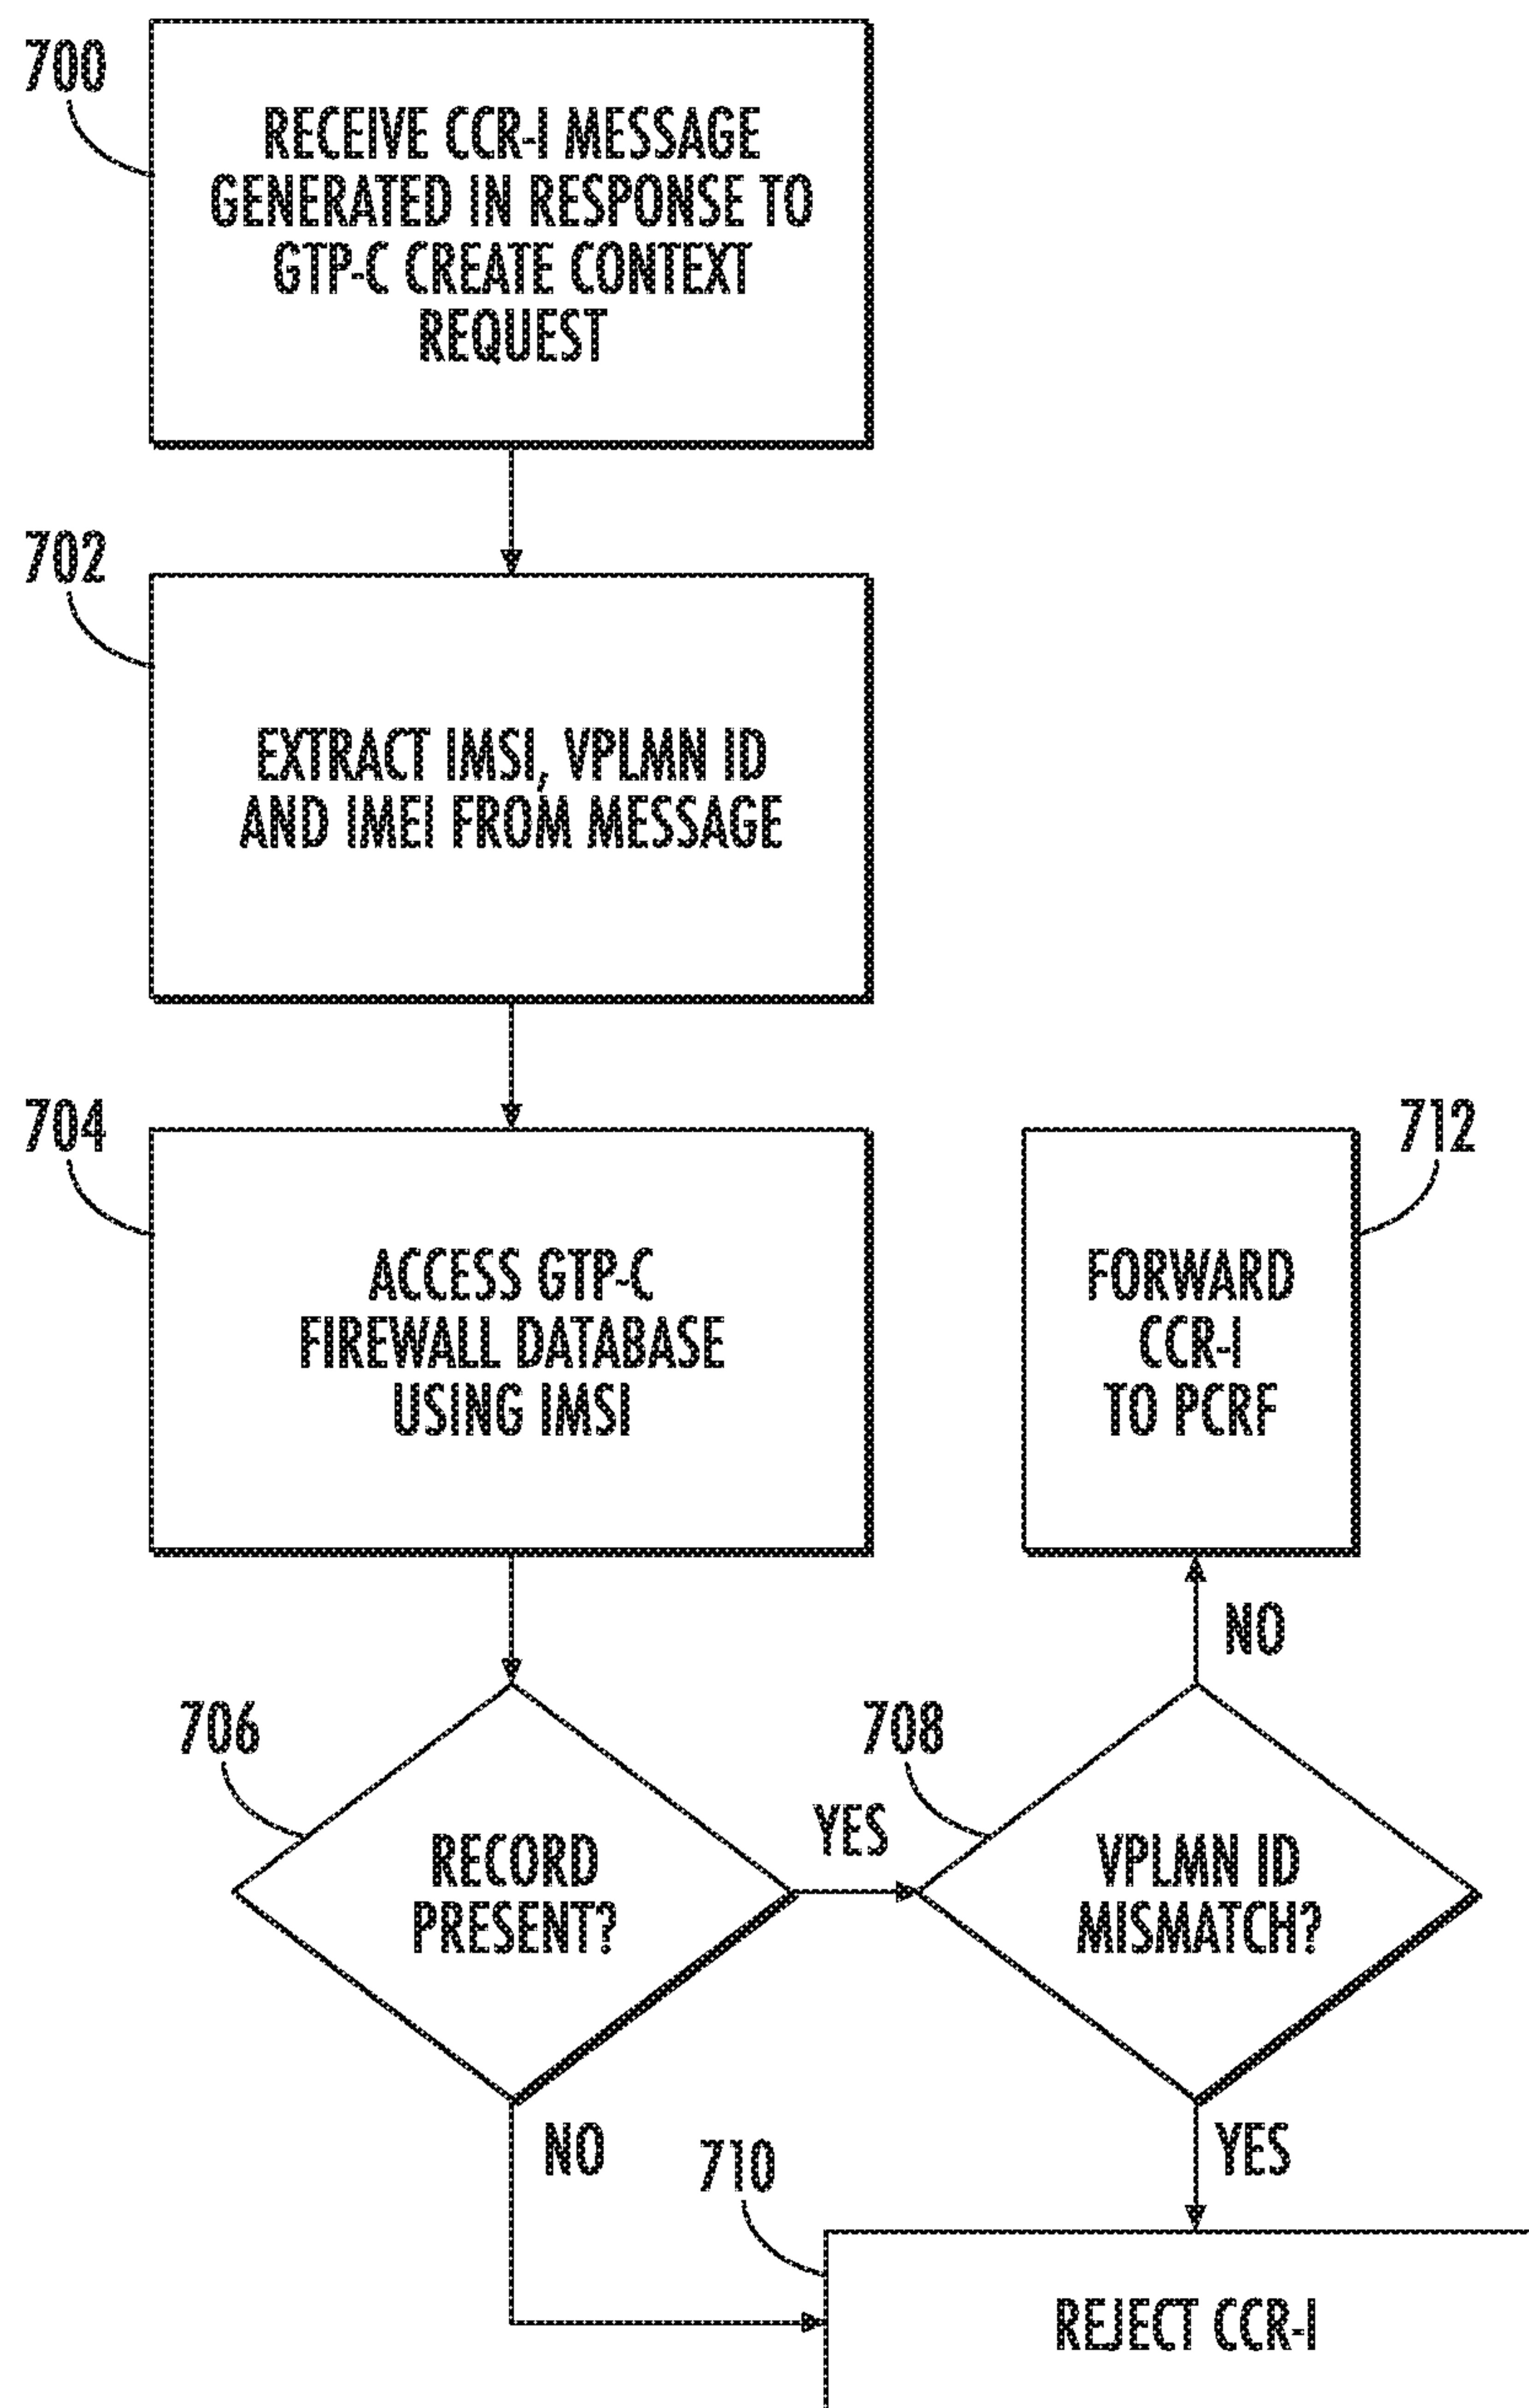 700
RECEIVE CCR-I MESSAGE
GENERATED IN RESPONSE TO
GTP-C CREATE CONTEXT
REQUEST
702
EXTRACT IMSI, VPLMN ID
AND IMEI FROM MESSAGE
704
ACCESS GTP-C
FIREWALL DATABASE
USING IMSI
712
FORWARD
CCR-I
TO PCRF
NO
706
RECORD
PRESENT?
YES
708
VPLMN ID
MISMATCH?
NO
YES
710
REJECT CCR-I